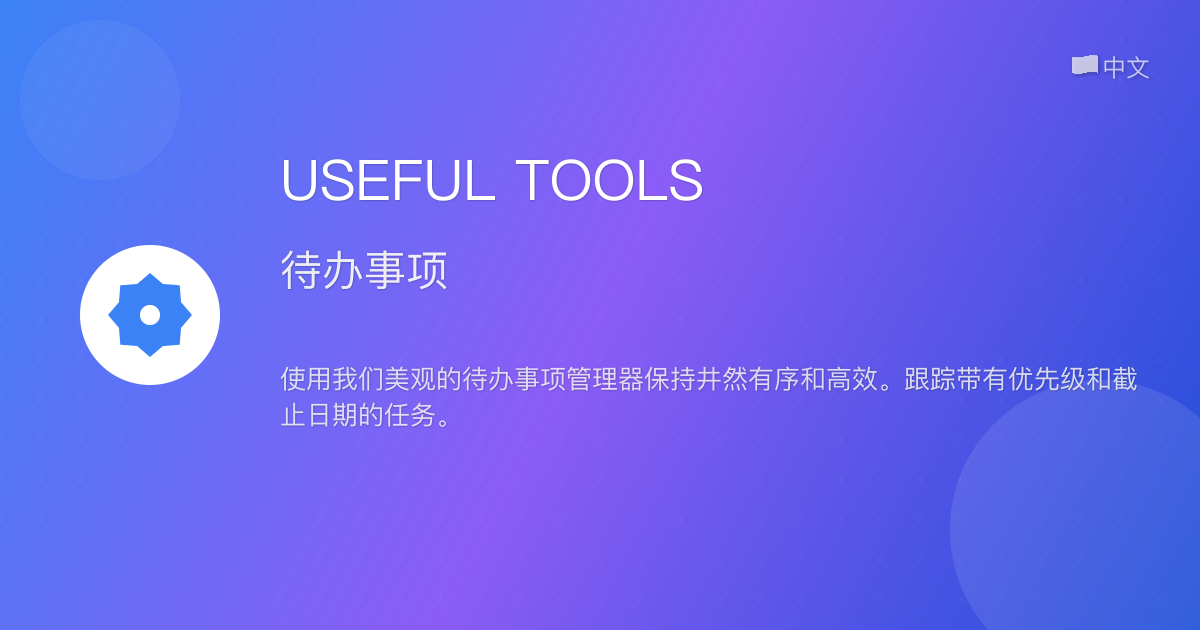 中文
USEFUL TOOLS
待办事项
使用我们美观的待办事项管理器保持井然有序和高效。跟踪带有优先级和截
止日期的任务。